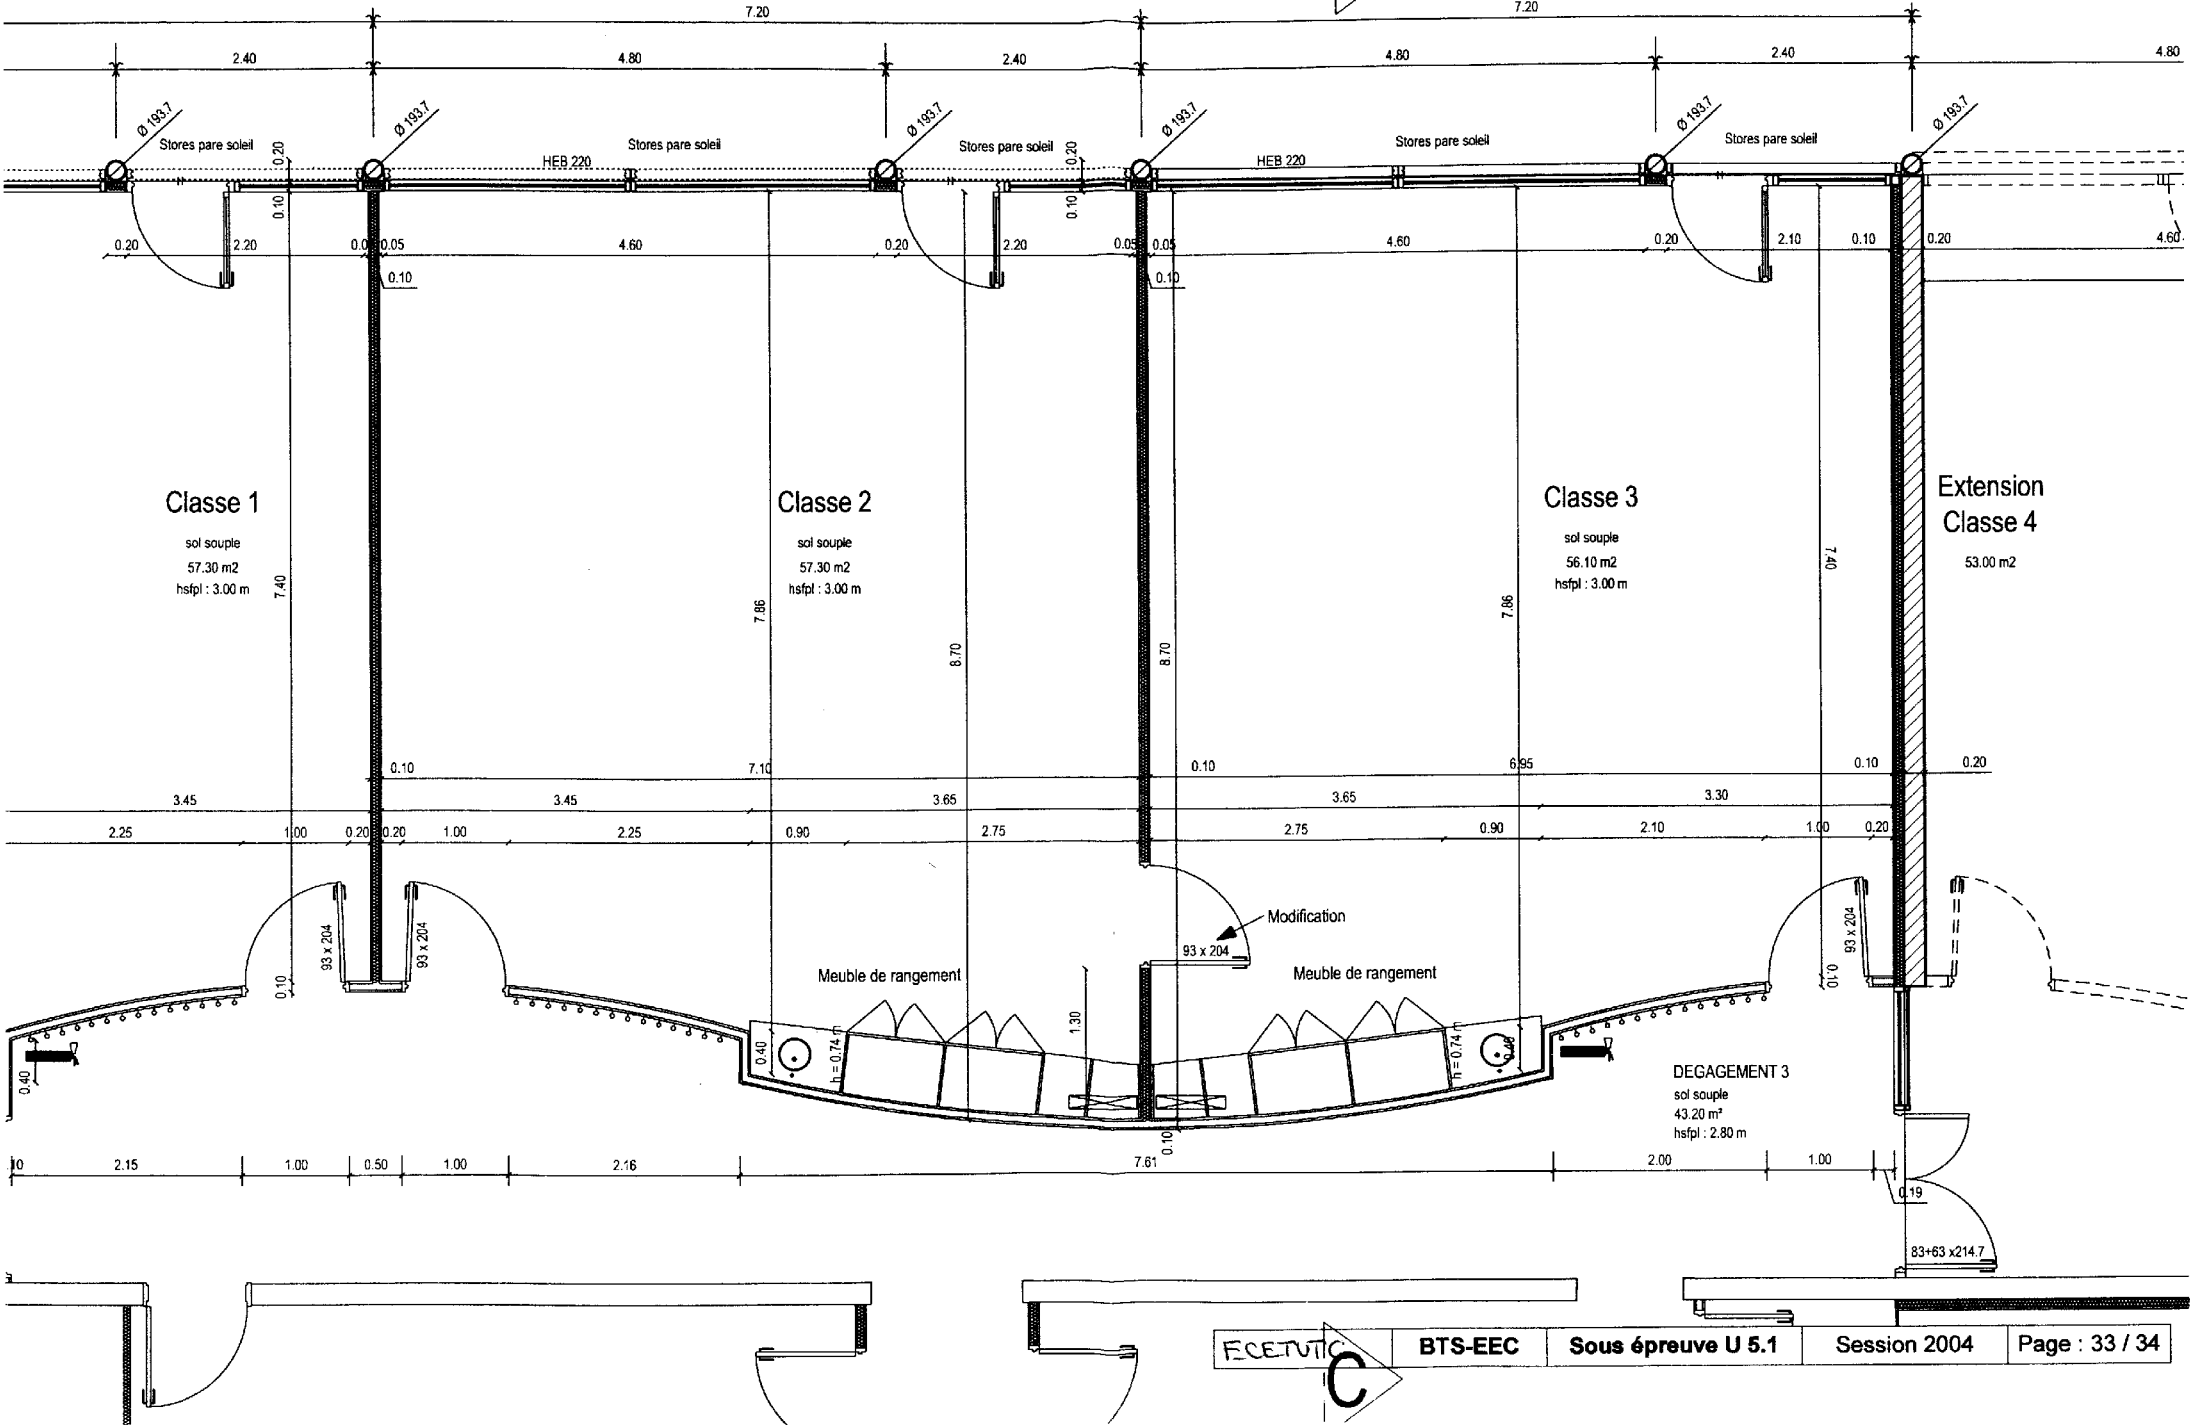 7.20
7.20
2.40
4.80
2.40
4.80
2.40
4.80
Ø 193.7
Ø 193.7
Ø 193.7
Ø 193.7
Ø 193.7
Ø 193.7
Stores pare soleil
0.20
Stores pare soleil
Stores pare soleil
0.20
Stores pare soleil
Stores pare soleil
HEB 220
HEB 220
0.10
0.10
0.20
2.20
0.05
4.60
0.20
2.20
0.05
0.05
4.60
0.20
2.10
0.10
0.20
4.60
0.10
0.10
Classe 1
sol souple
57.30 m2
hsfpl : 3.00 m
7.40
Classe 2
sol souple
57.30 m2
hsfpl : 3.00 m
7.86
8.70
8.70
Classe 3
sol souple
56.10 m2
hsfpl : 3.00 m
7.86
7.40
Extension
Classe 4
53.00 m2
0.10
7.10
0.10
6.95
0.10
0.20
3.45
3.45
3.65
3.65
3.30
2.25
1.00
0.20
0.20
1.00
2.25
0.90
2.75
2.75
0.90
2.10
1.00
0.20
93 x 204
93 x 204
0.10
Modification
93 x 204
93 x 204
0.10
Meuble de rangement
Meuble de rangement
0.40
0.40
h = 0.74 m
1.30
h = 0.74 m
0.40
DEGAGEMENT 3
sol souple
43.20 m²
hsfpl : 2.80 m
0.10
2.15
1.00
0.50
1.00
2.16
7.61
2.00
1.00
0.19
83+63 x214.7
ECETVTC
BTS-EEC
Sous épreuve U 5.1
Session 2004
Page : 33 / 34
C